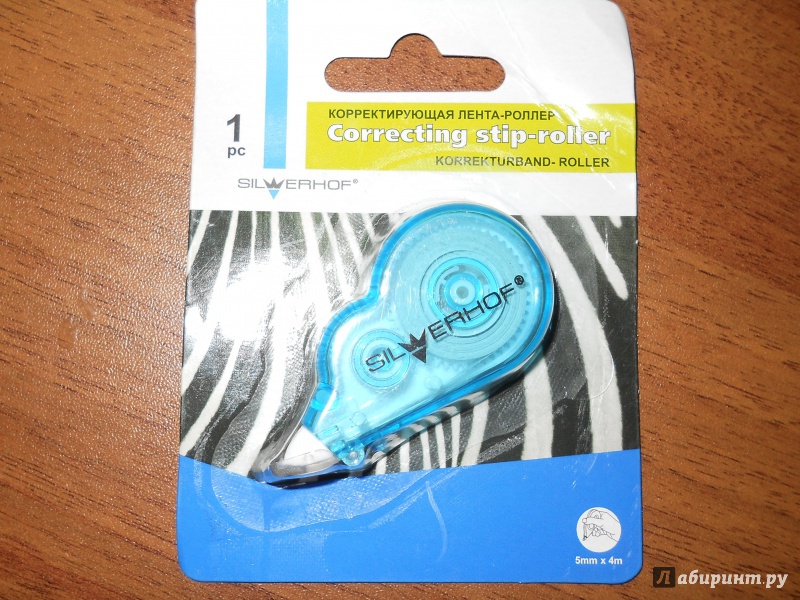 КОРРЕКТИРУЮЩАЯ ЛЕНТА-РОЛЛЕР
Correcting stip-roller
KORREKTURBAND- ROLLER
1
pc
SILWERHOF®
SILWERHOF®
5mm x 4m
Лабиринт.ру